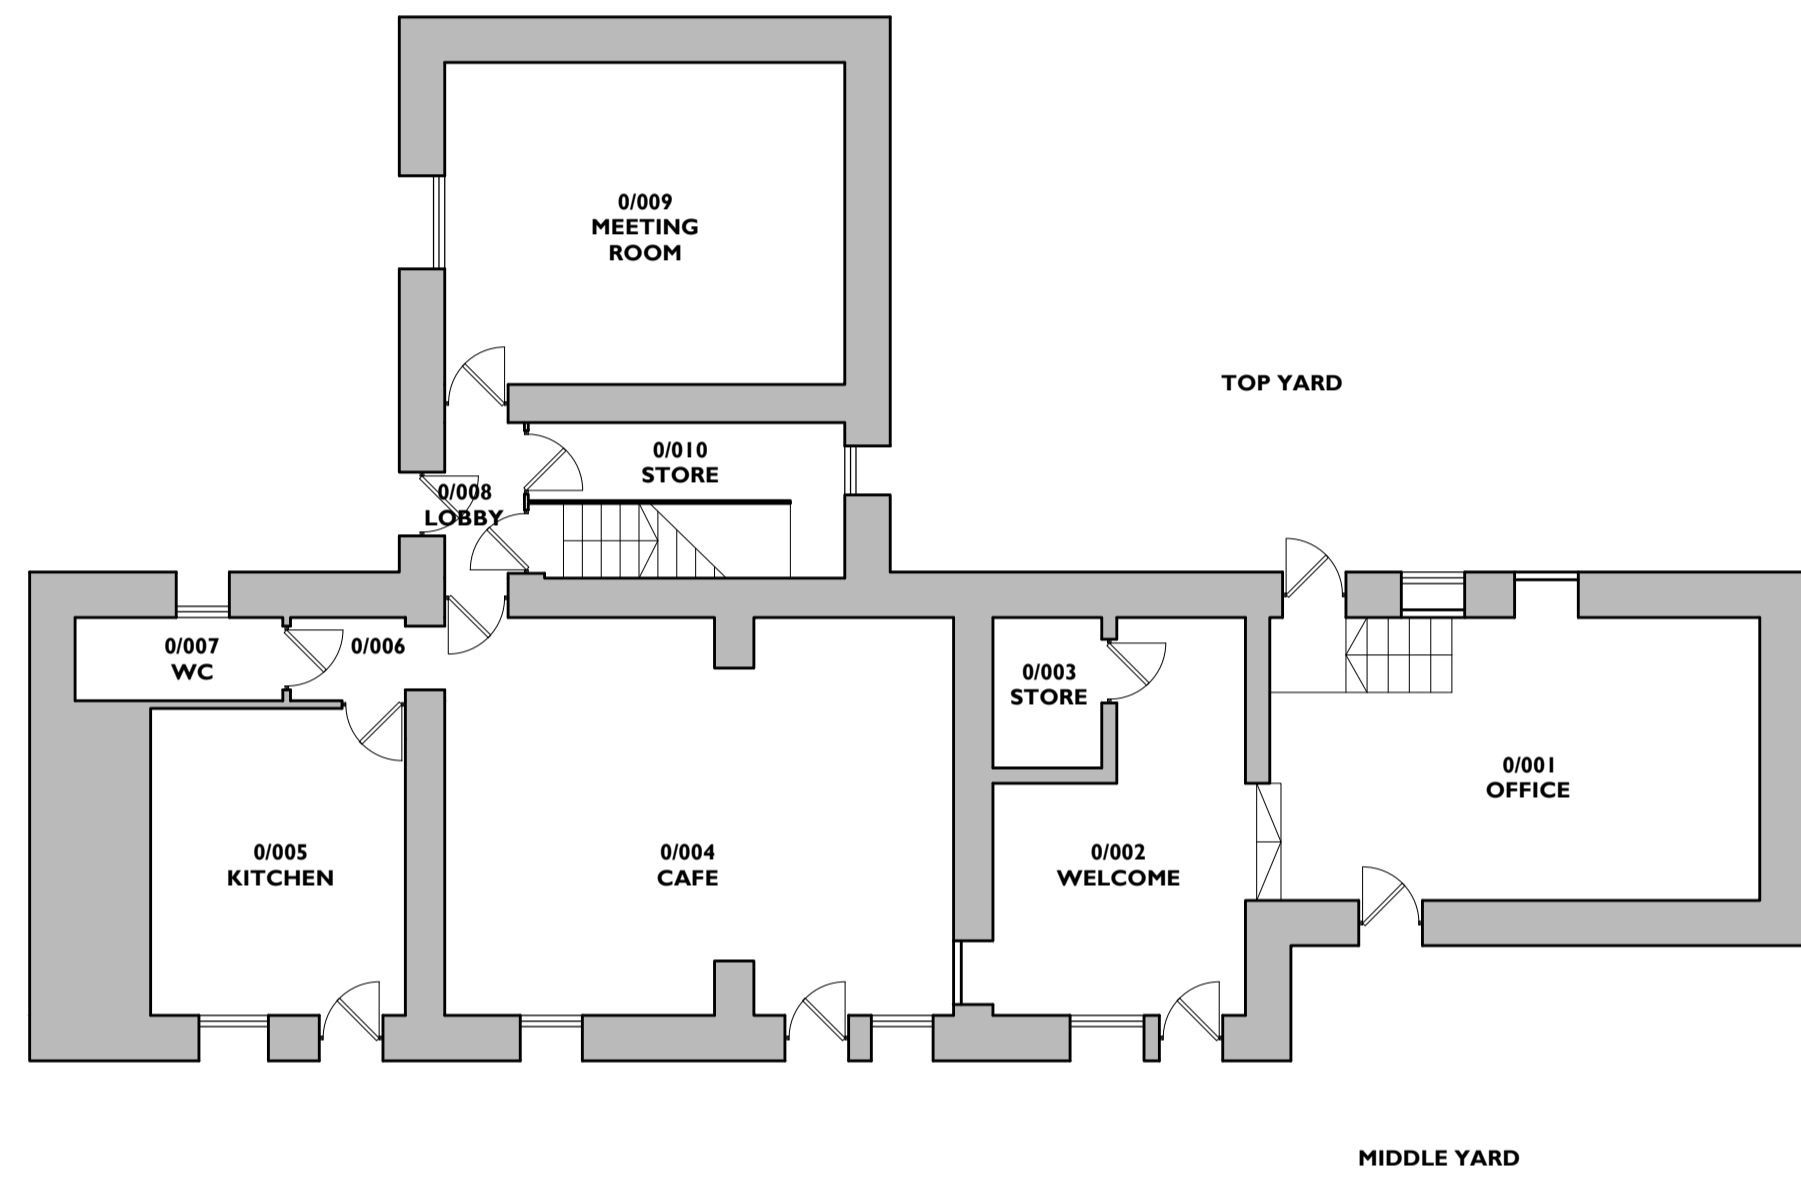 0/009
MEETING
ROOM
TOP YARD
0/010
STORE
0/008
LOBBY
0/007
WC
0/006
0/003
STORE
0/001
OFFICE
0/005
KITCHEN
0/004
CAFE
0/002
WELCOME
MIDDLE YARD